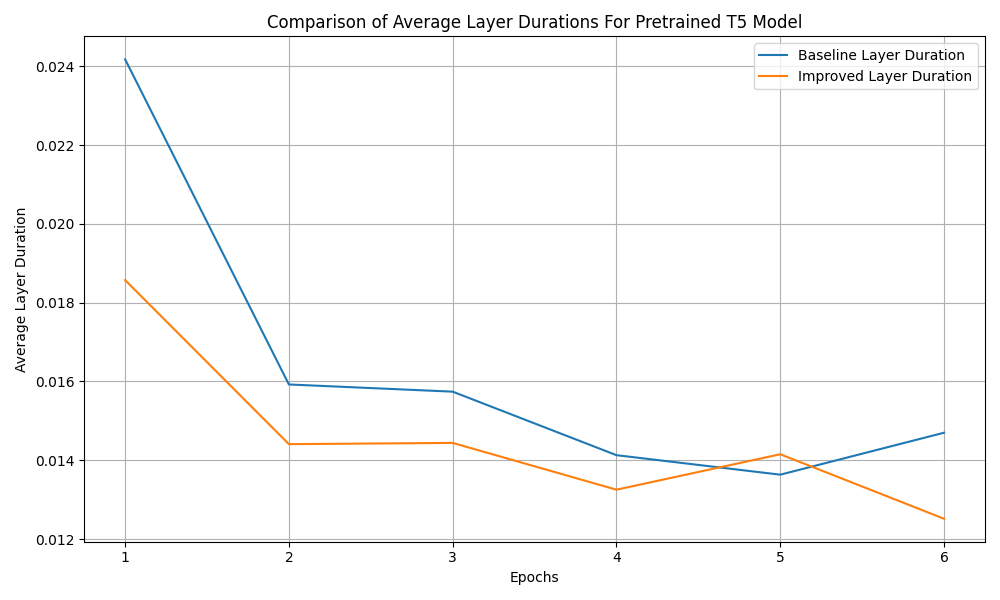 Comparison of Average Layer Durations For Pretrained T5 Model
Baseline Layer Duration
Improved Layer Duration
Average Layer Duration
0.024
0.022
0.020
0.018
0.016
0.014
0.012
1 2 3 4 5 6
Epochs